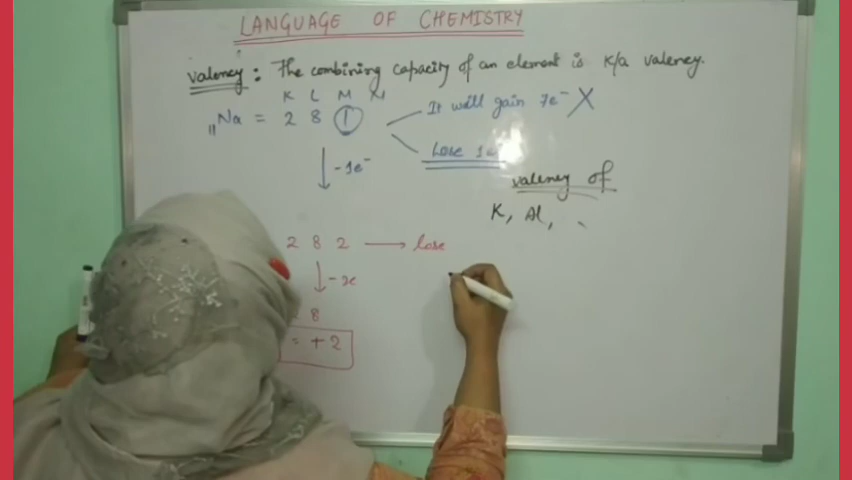 LANGUAGE OF CHEMISTRY
valency : The combining capacity of an element is k/a valency.
K L M N
11Na = 2 8 1
It will gain 7e- X
Lose 1e
-1e-
valency of
K, Al,
2 8 2 → lose
8
= +2